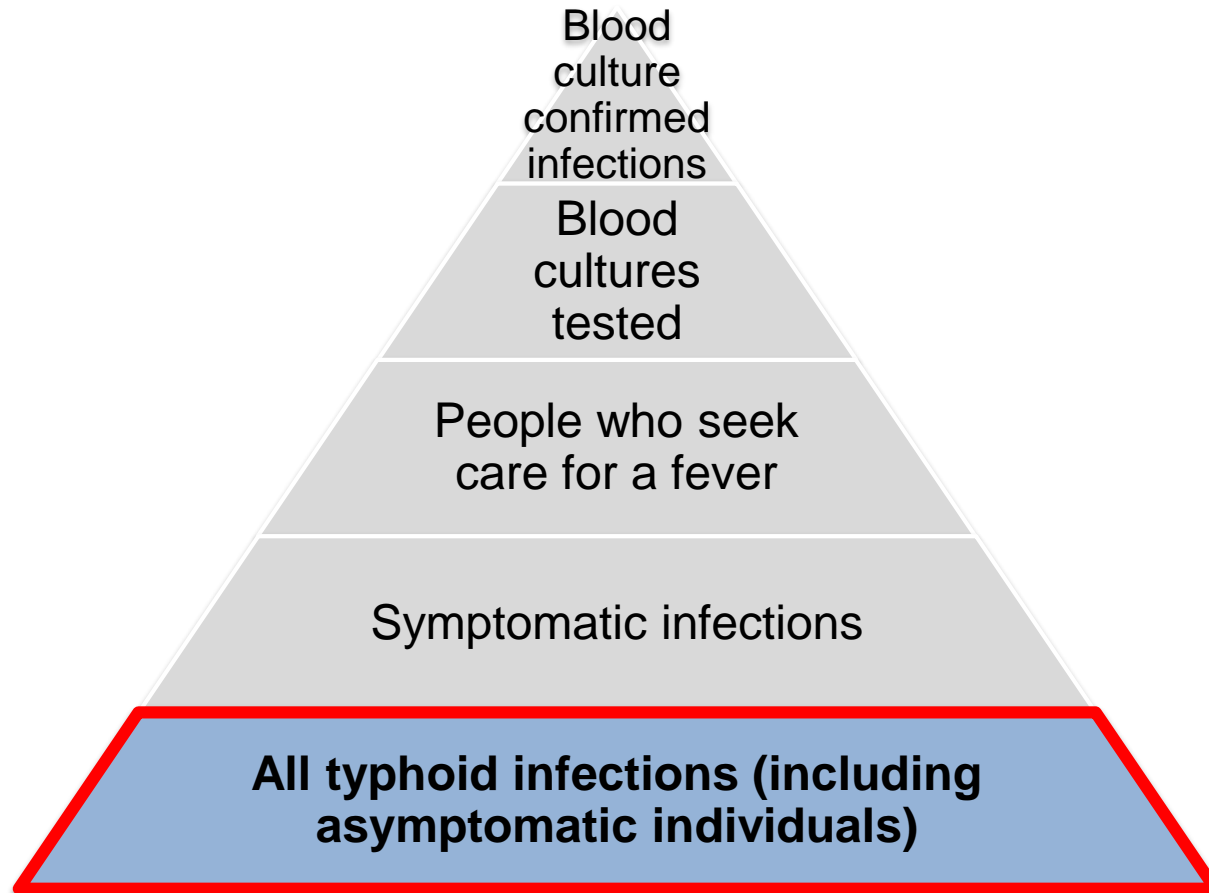 Blood
culture
confirmed
infections
Blood
cultures
tested
People who seek
care for a fever
Symptomatic infections
All typhoid infections (including
asymptomatic individuals)